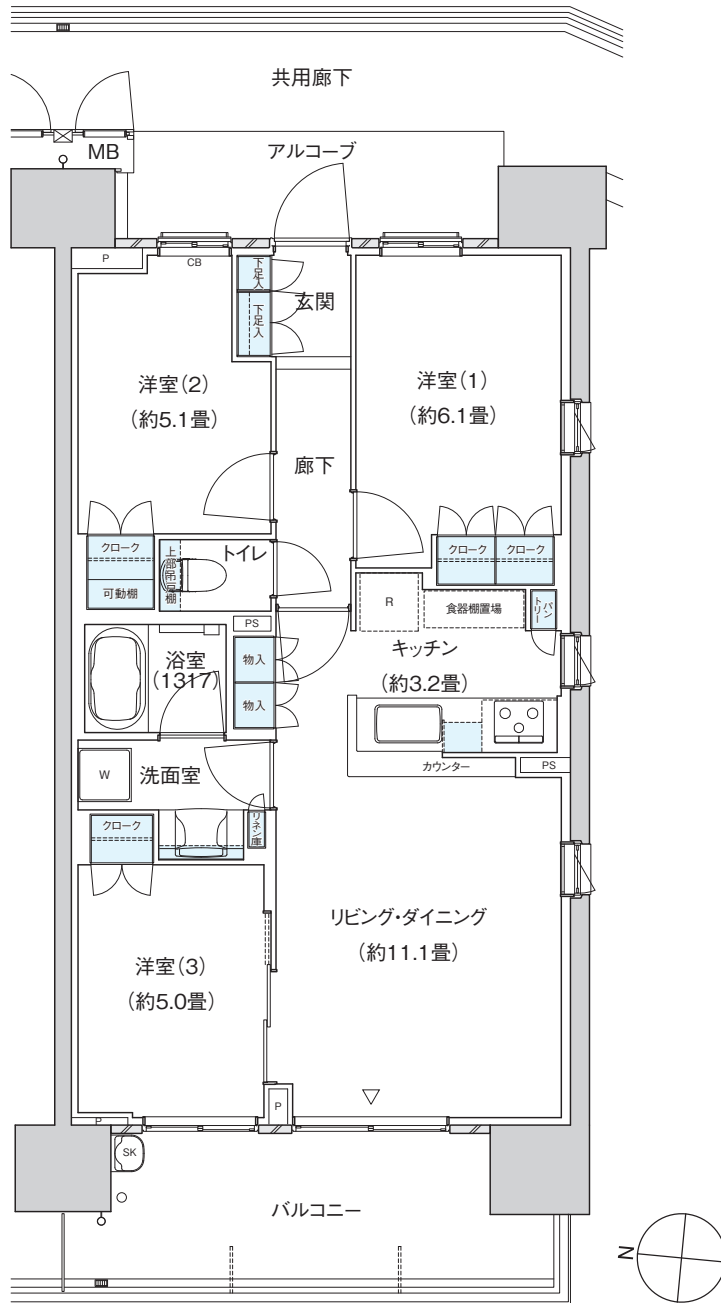 共用廊下
MB
アルコーブ
P
CB
下足入
下足入
玄関
洋室(2)
(約5.1畳)
洋室(1)
(約6.1畳)
廊下
クローク
可動棚
上部吊戸棚
トイレ
クローク
クローク
R
食器棚置場
パントリー
PS
浴室
(1317)
物入
物入
キッチン
(約3.2畳)
カウンター
PS
W
洗面室
クローク
リネン庫
リビング・ダイニング
(約11.1畳)
洋室(3)
(約5.0畳)
P
P
SK
バルコニー
N